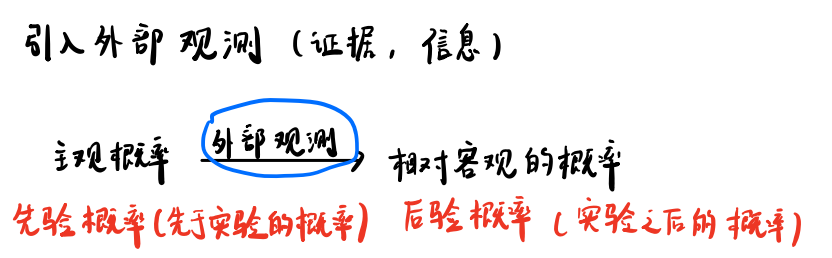 引入外部观测（证据，信息）
主观概率 外部观测 相对客观的概率
先验概率(先于实验的概率) 后验概率（实验之后的概率）